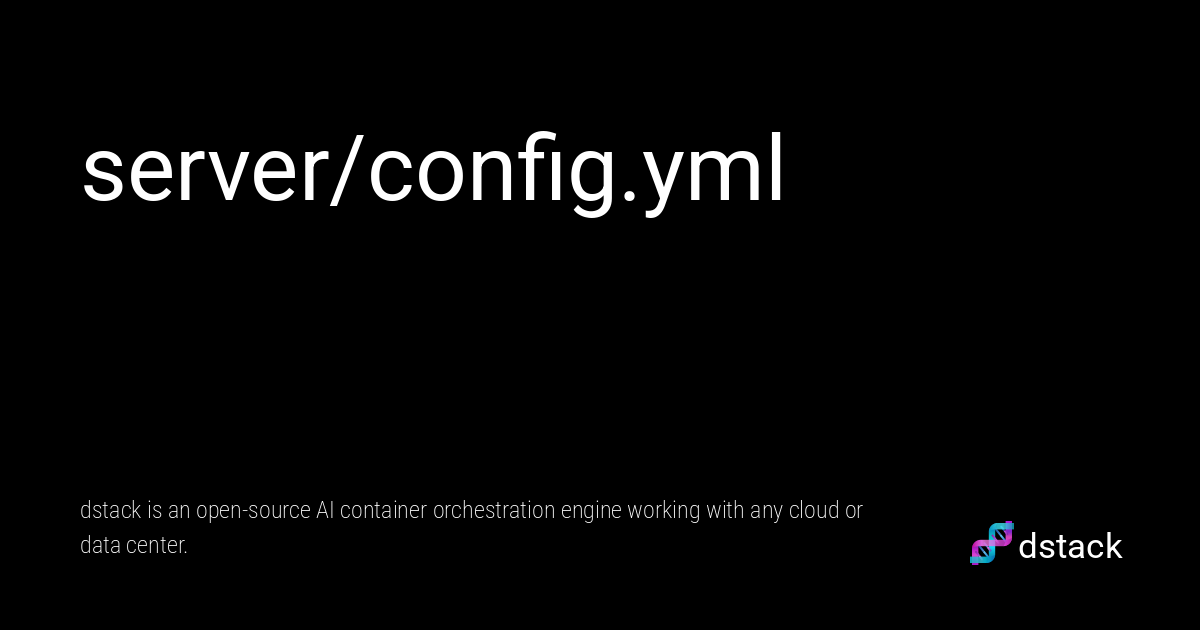 server/config.yml
dstack is an open-source AI container orchestration engine working with any cloud or
data center.
dstack